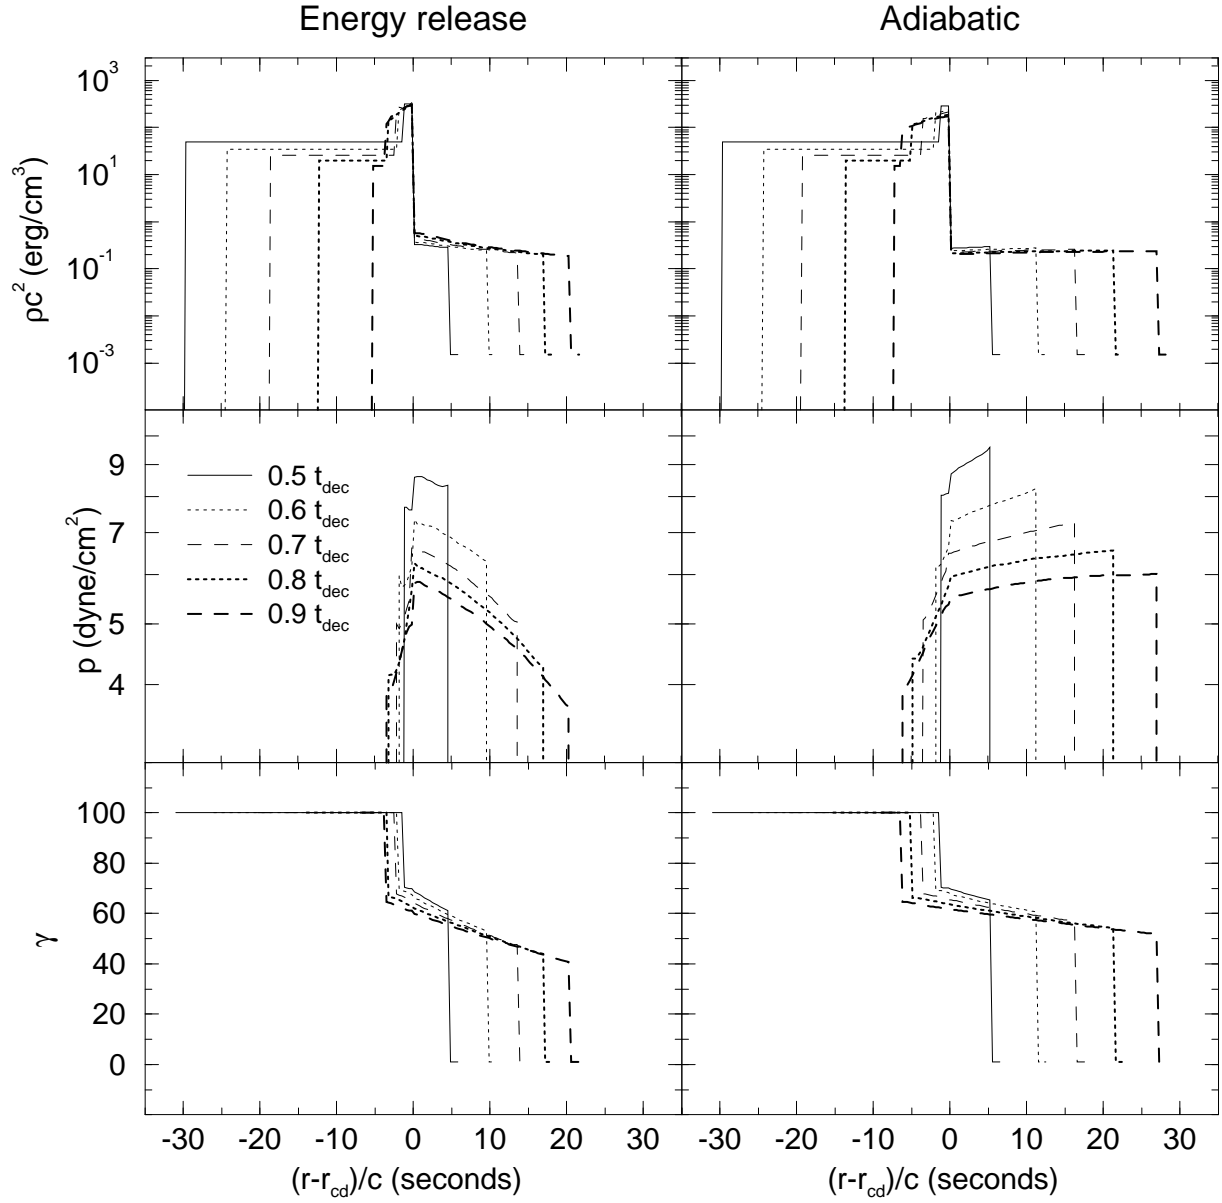 Energy release Adiabatic
ρc² (erg/cm³)
10³
10¹
10⁻¹
10⁻³
p (dyne/cm²)
9
7
5
4
0.5 t_dec
0.6 t_dec
0.7 t_dec
0.8 t_dec
0.9 t_dec
γ
100
80
60
40
20
0
-30 -20 -10 0 10 20 30 -30 -20 -10 0 10 20 30
(r-r_cd)/c (seconds) (r-r_cd)/c (seconds)